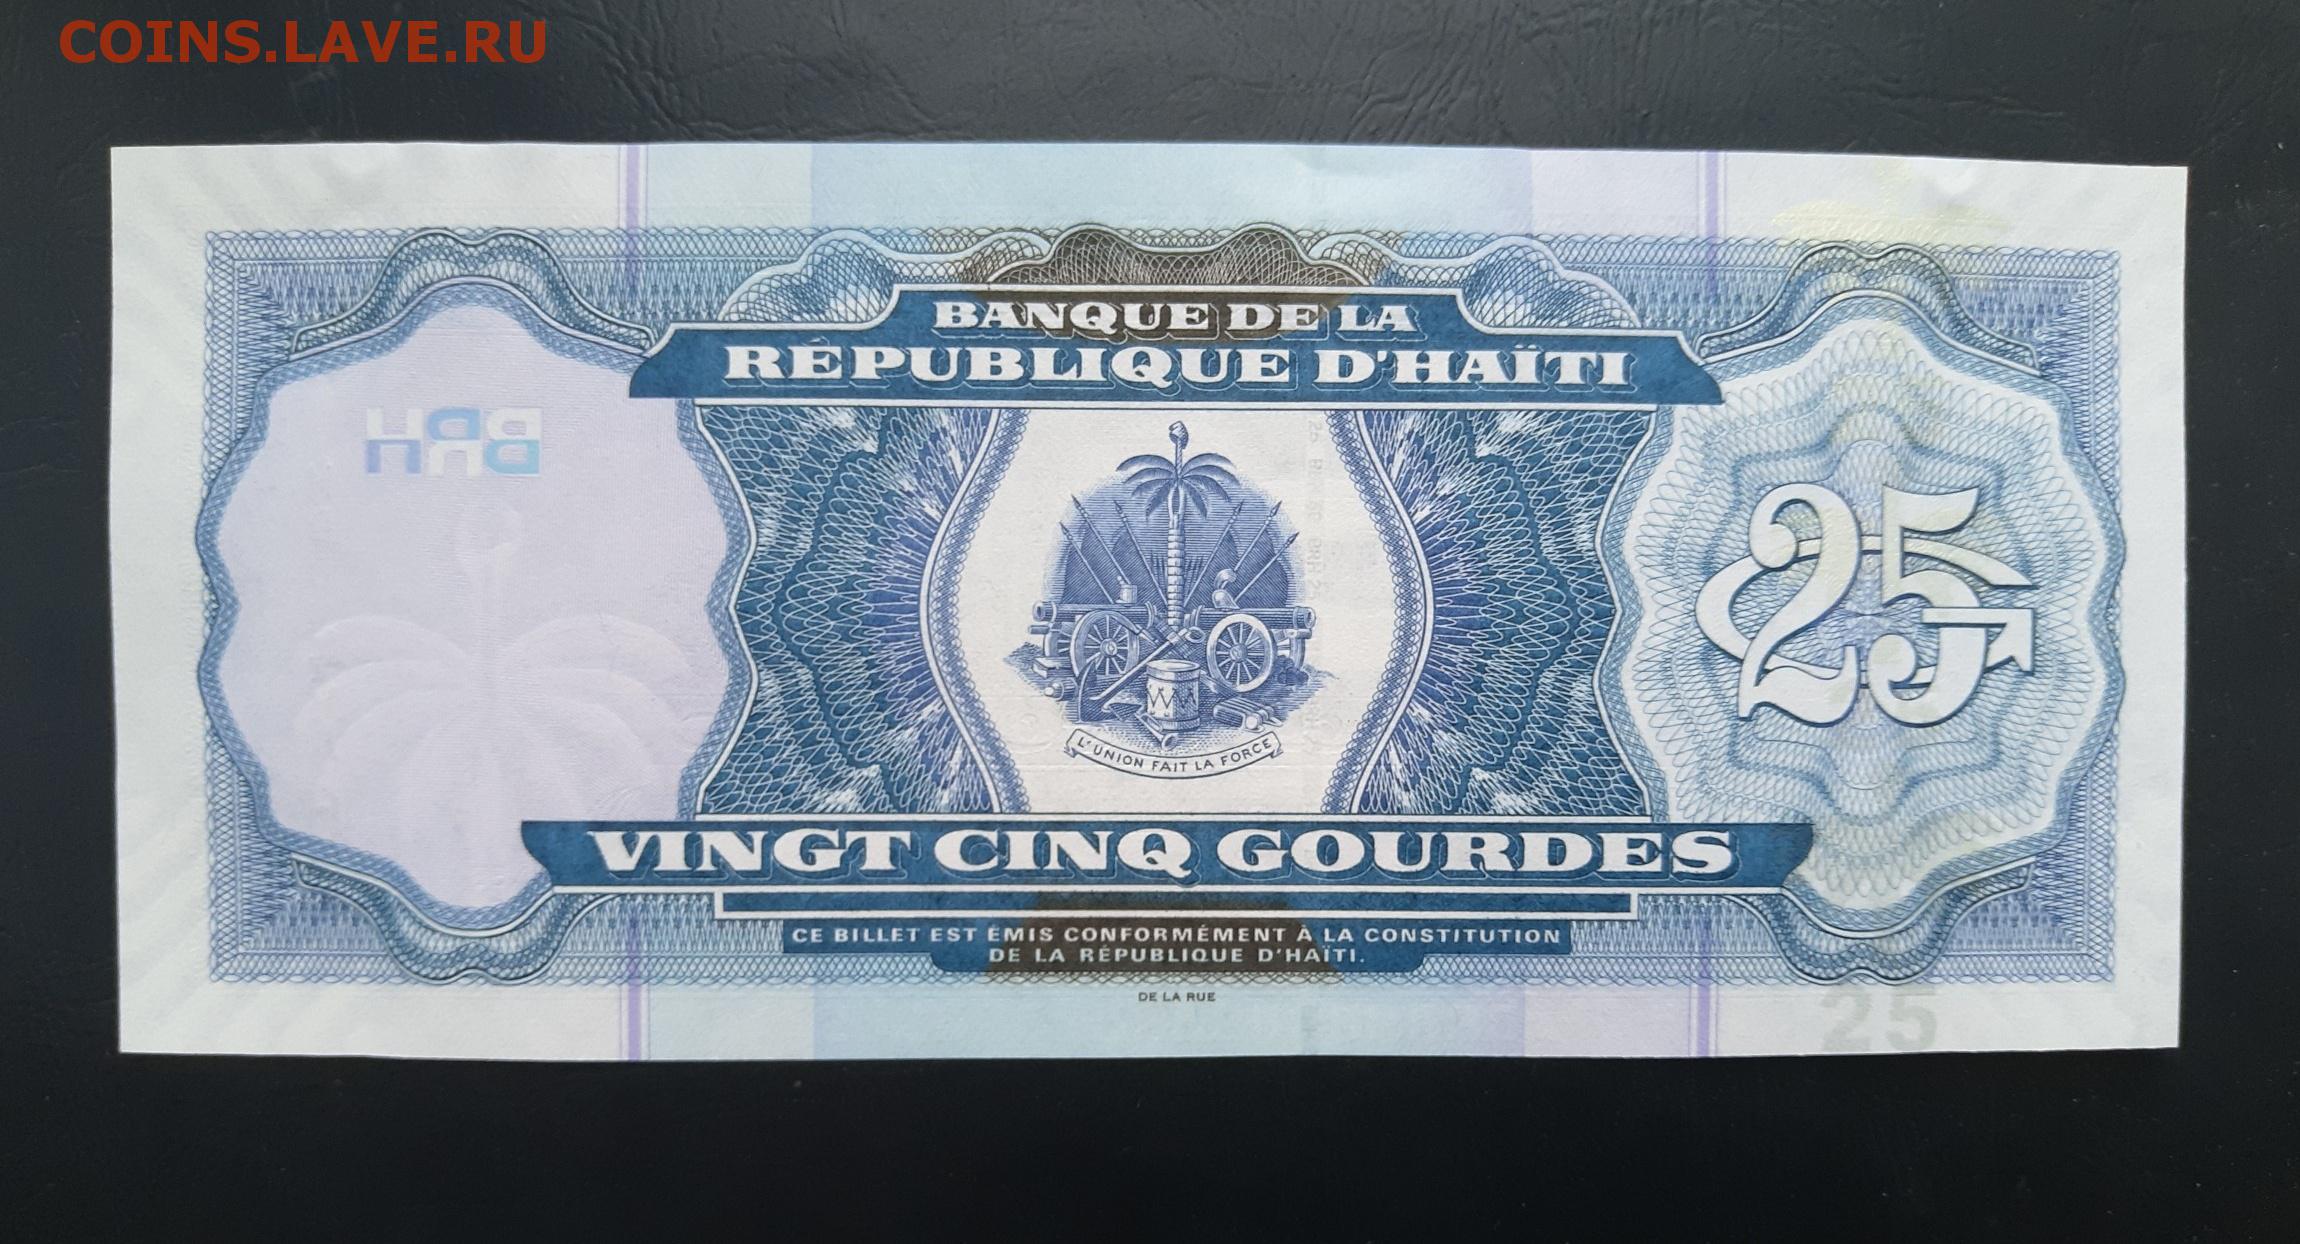 COINS.LAVE.RU
BANQUE DE LA
RÉPUBLIQUE D'HAÏTI
25
L'UNION FAIT LA FORCE
VINGT CINQ GOURDES
CE BILLET EST ÉMIS CONFORMÉMENT À LA CONSTITUTION
DE LA RÉPUBLIQUE D'HAÏTI.
DE LA RUE
25